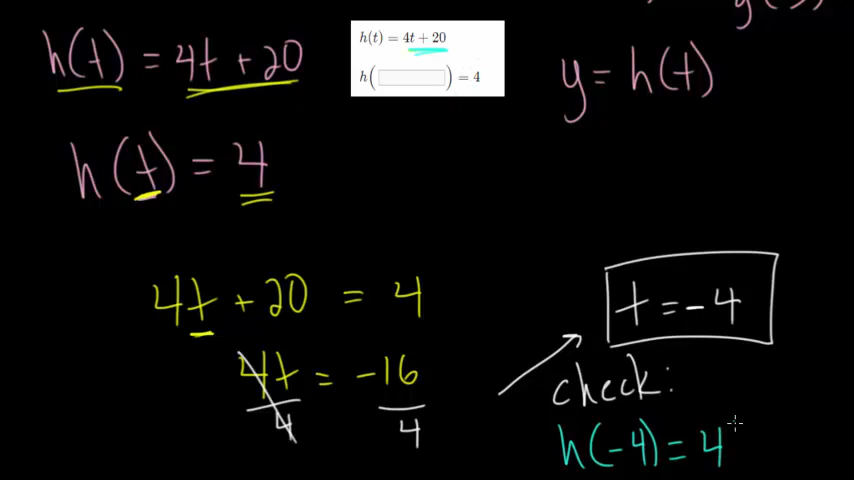 h(t) = 4t + 20
h(t) = 4t + 20
h( ) = 4
y = h(t)
h(t) = 4
4t + 20 = 4
4t = -16
4 4
t = -4
check:
h(-4) = 4